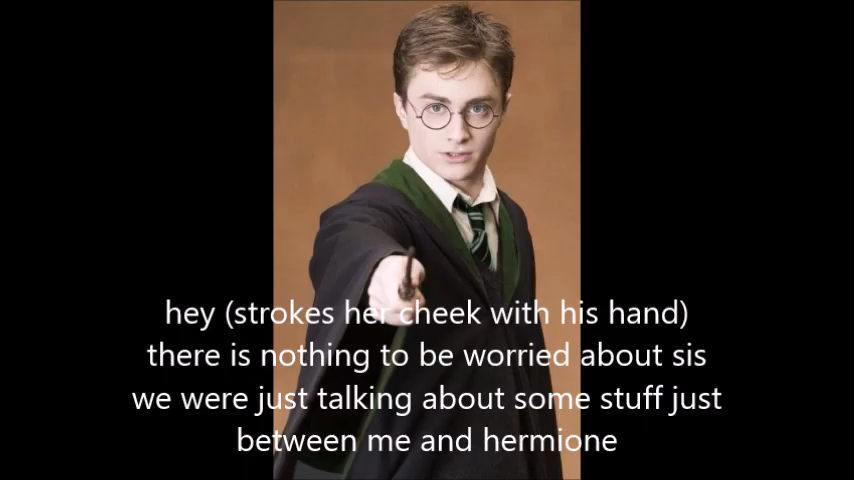 hey (strokes her cheek with his hand)
there is nothing to be worried about sis
we were just talking about some stuff just
between me and hermione